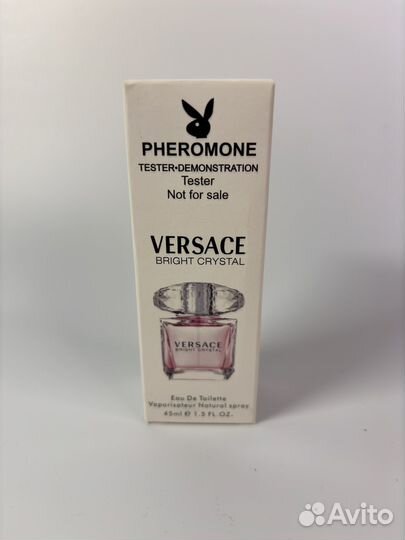 PHEROMONE
TESTER•DEMONSTRATION
Tester
Not for sale
VERSACE
BRIGHT CRYSTAL
VERSACE
BRIGHT CRYSTAL
Eau De Toilette
Vaporisateur Natural spray
45ml e 1.5 FL.OZ.
Avito